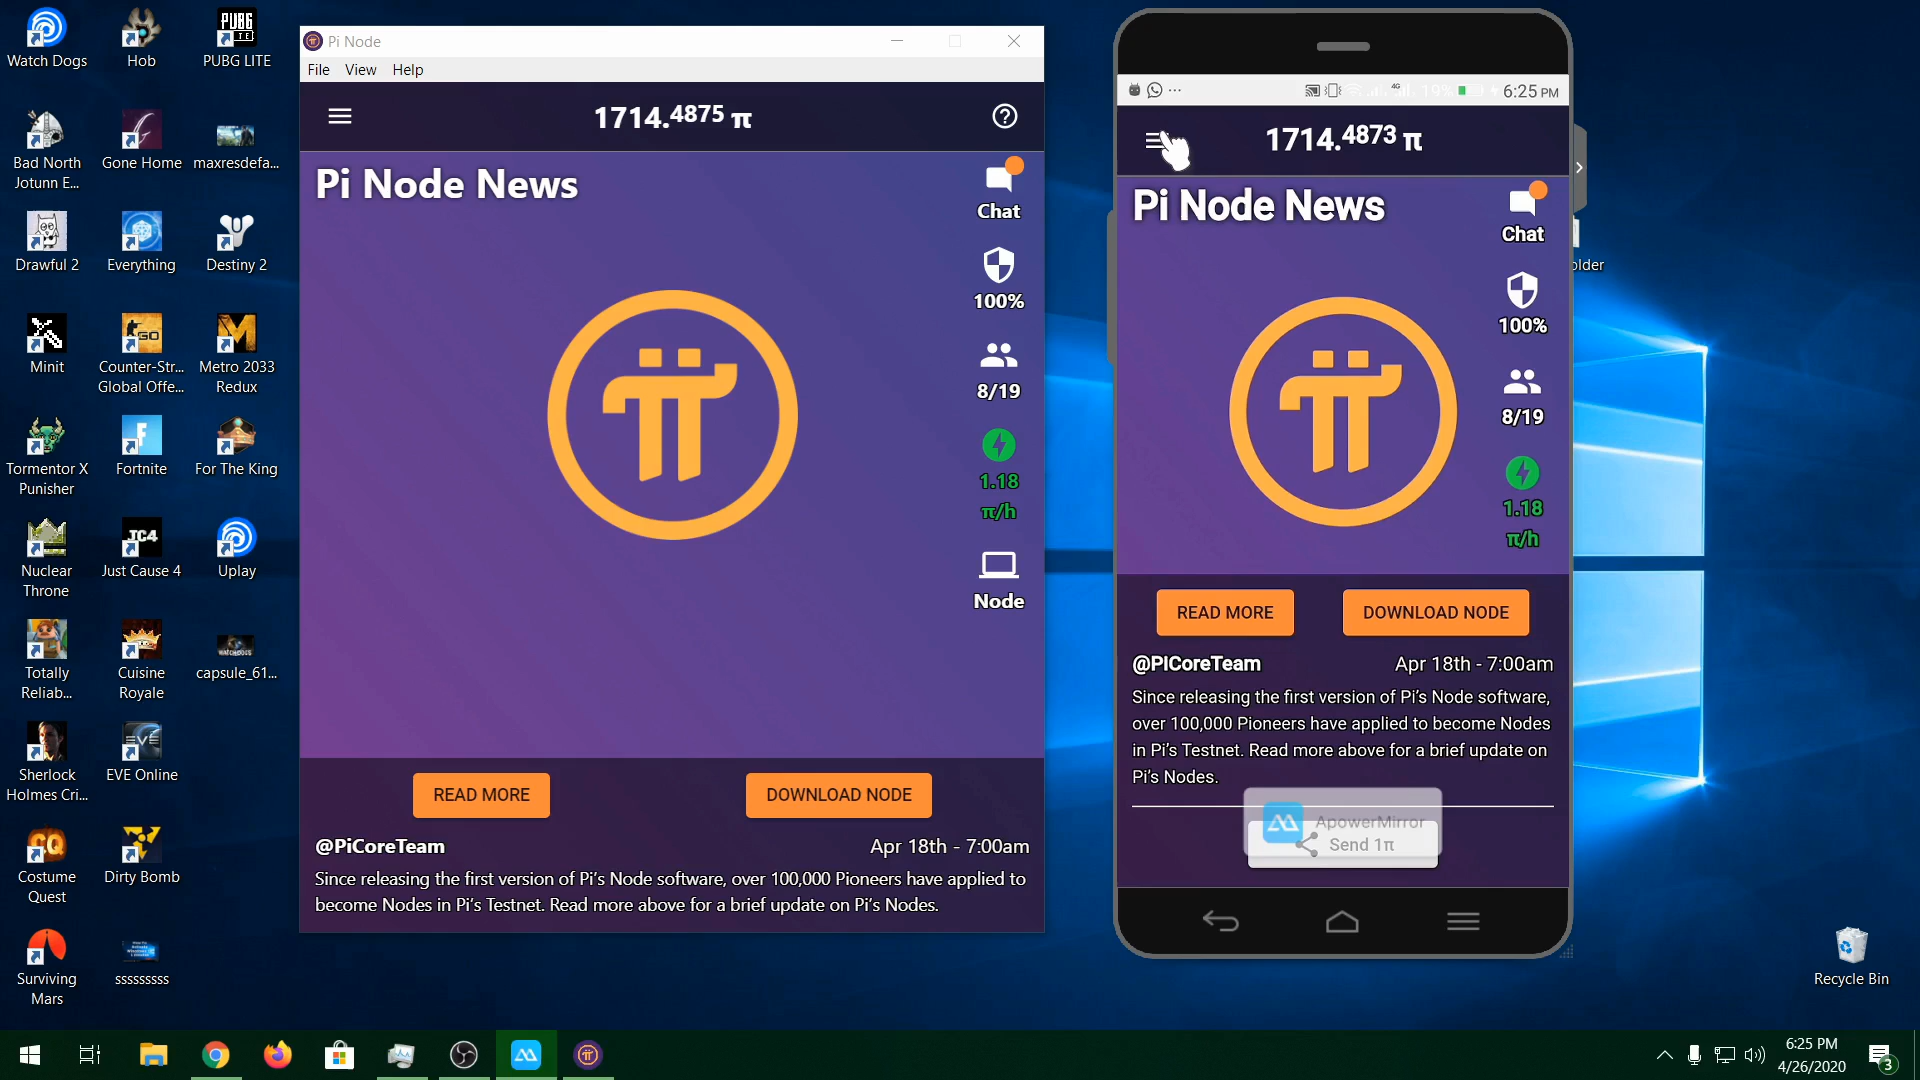 Watch Dogs
Hob
PUBG LITE
Bad North
Jotunn E...
Gone Home
maxresdefa...
Drawful 2
Everything
Destiny 2
Minit
Counter-Str...
Global Offe...
Metro 2033
Redux
Tormentor X
Punisher
Fortnite
For The King
Nuclear
Throne
Just Cause 4
Uplay
Totally
Reliab...
Cuisine
Royale
capsule_61...
Sherlock
Holmes Cri...
EVE Online
Costume
Quest
Dirty Bomb
Surviving
Mars
sssssssss
Pi Node
File View Help
1714.4875 π
Pi Node News
Chat
100%
8/19
1.18
π/h
Node
READ MORE
DOWNLOAD NODE
@PiCoreTeam
Apr 18th - 7:00am
Since releasing the first version of Pi’s Node software, over 100,000 Pioneers have applied to
become Nodes in Pi’s Testnet. Read more above for a brief update on Pi’s Nodes.
4G 19% 6:25 PM
1714.4873 π
Pi Node News
Chat
100%
8/19
1.18
π/h
READ MORE
DOWNLOAD NODE
@PiCoreTeam
Apr 18th - 7:00am
Since releasing the first version of Pi’s Node software,
over 100,000 Pioneers have applied to become Nodes
in Pi’s Testnet. Read more above for a brief update on
Pi’s Nodes.
ApowerMirror
Send 1π
older
Recycle Bin
6:25 PM
4/26/2020
3